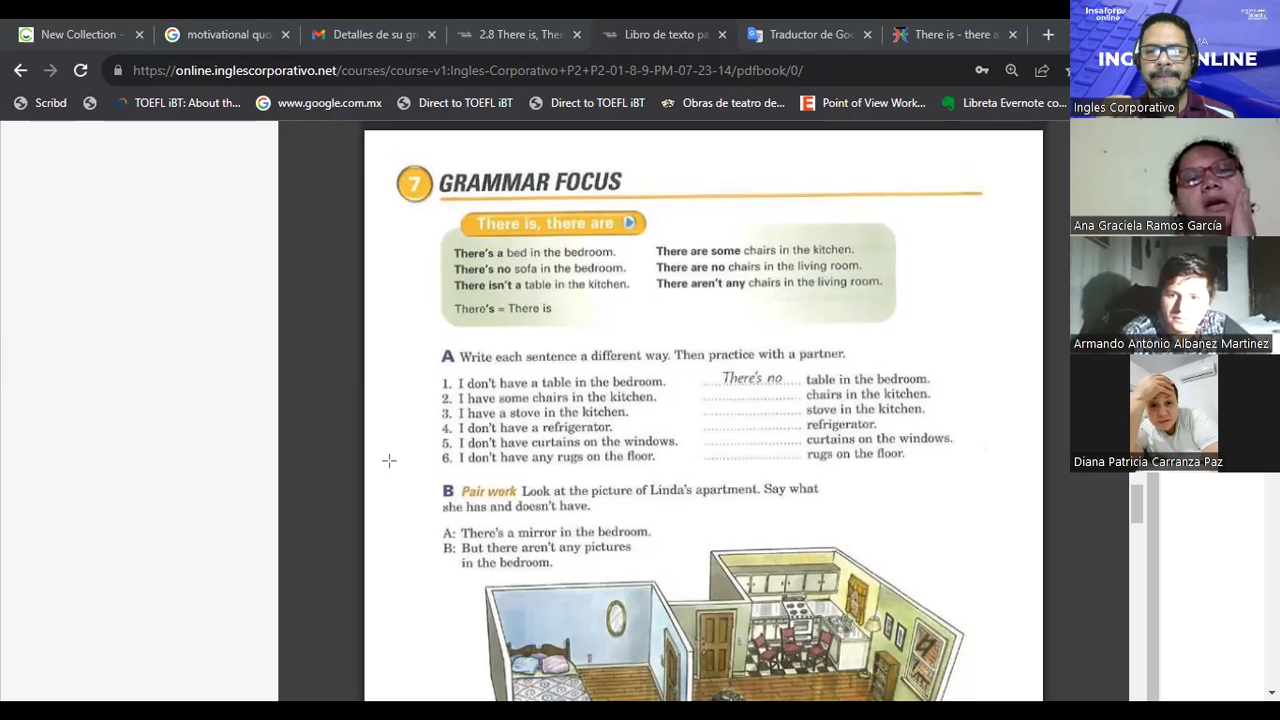 New Collection -
motivational quo
Detalles de su a
2.8 There is, Ther
Libro de texto pa
Traductor de Goo
There is - there a
https://online.inglescorporativo.net/courses/course-v1:Ingles-Corporativo+P2+P2-01-8-9-PM-07-23-14/pdfbook/0/
Scribd
TOEFL iBT: About th...
www.google.com.m...
Direct to TOEFL iBT
Direct to TOEFL iBT
Obras de teatro de...
Point of View Work...
Libreta Evernote co...
Insaforp
online
ING
ONLINE
Ingles Corporativo
Ana Graciela Ramos García
Armando Antonio Albanez Martinez
Diana Patricia Carranza Paz
7 GRAMMAR FOCUS
There is, there are
There's a bed in the bedroom.
There's no sofa in the bedroom.
There isn't a table in the kitchen.
There's = There is
There are some chairs in the kitchen.
There are no chairs in the living room.
There aren't any chairs in the living room.
A Write each sentence a different way. Then practice with a partner.
1. I don't have a table in the bedroom. There's no table in the bedroom.
2. I have some chairs in the kitchen. chairs in the kitchen.
3. I have a stove in the kitchen. stove in the kitchen.
4. I don't have a refrigerator. refrigerator.
5. I don't have curtains on the windows. curtains on the windows.
6. I don't have any rugs on the floor. rugs on the floor.
B Pair work Look at the picture of Linda's apartment. Say what
she has and doesn't have.
A: There's a mirror in the bedroom.
B: But there aren't any pictures
in the bedroom.